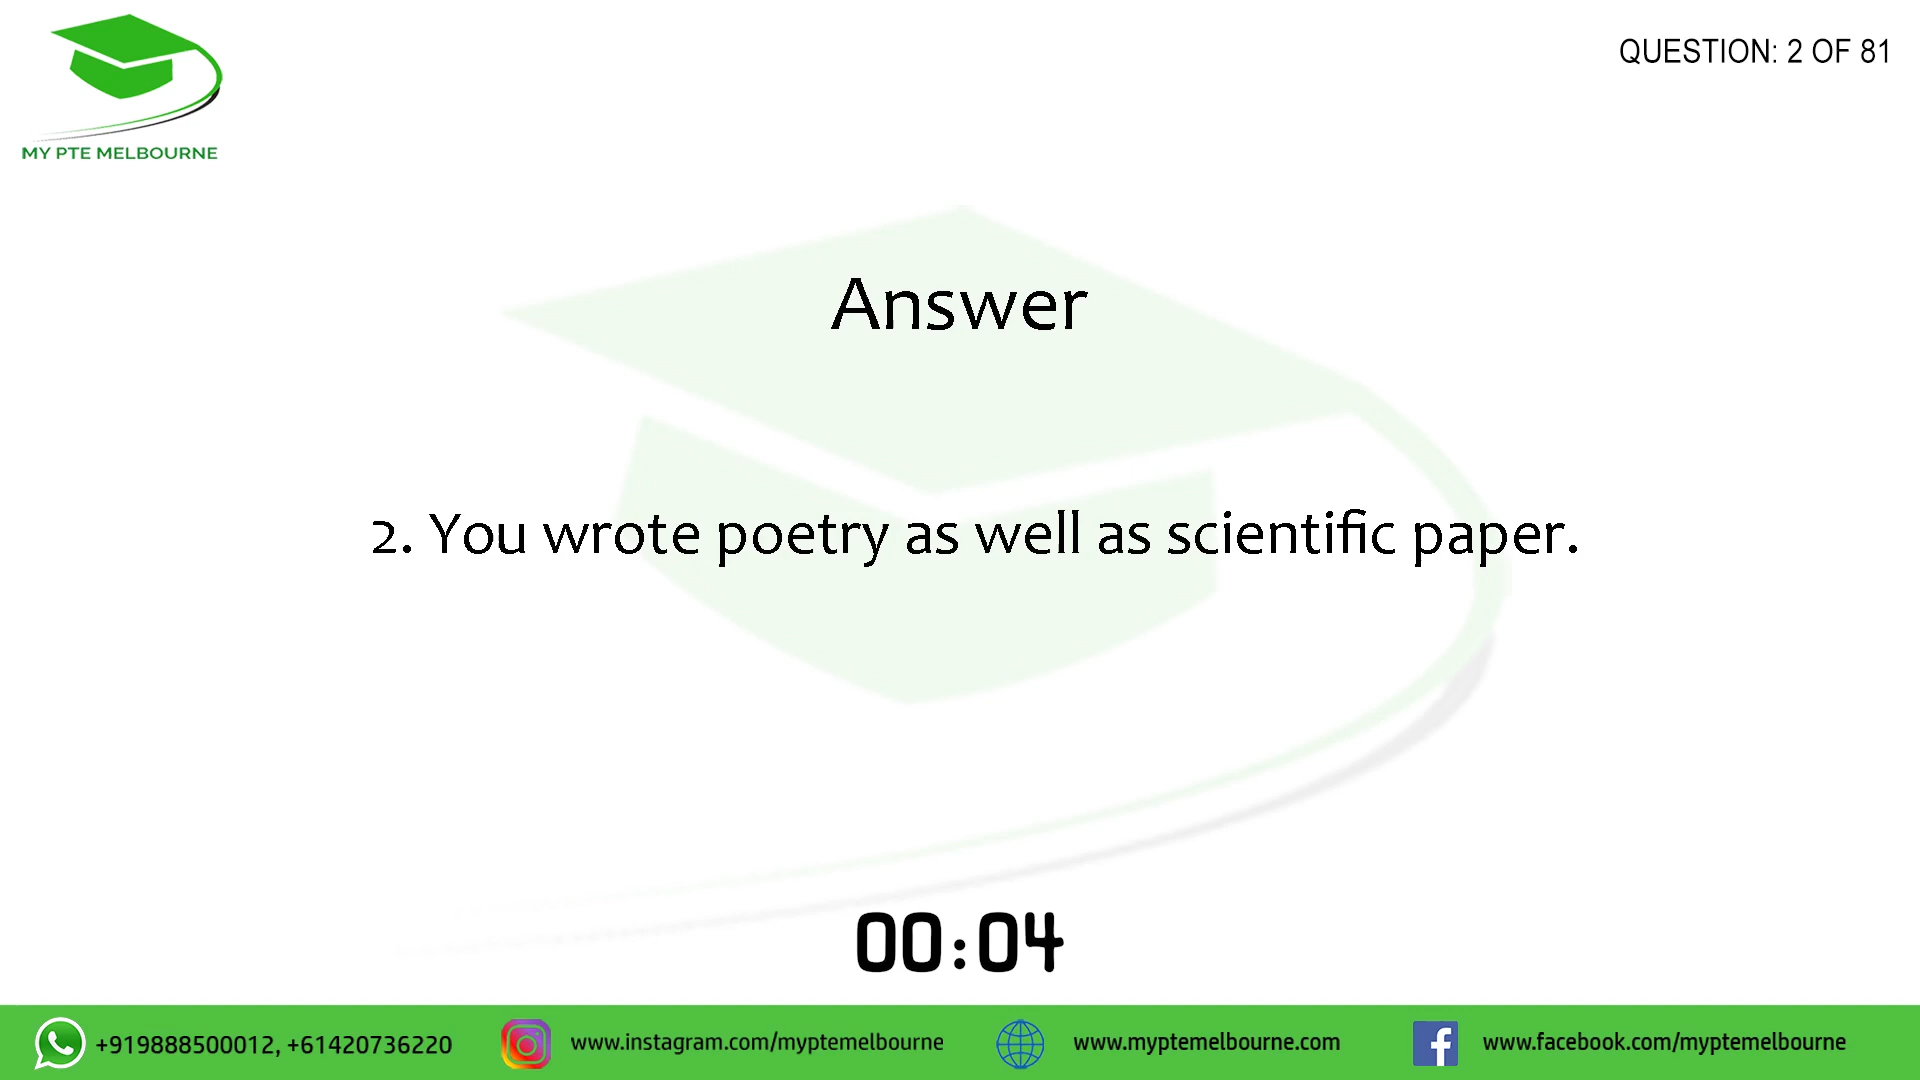 MY PTE MELBOURNE
QUESTION: 2 OF 81
Answer
2. You wrote poetry as well as scientific paper.
00:04
+919888500012, +61420736220
www.instagram.com/myptemelbourne
www.myptemelbourne.com
www.facebook.com/myptemelbourne